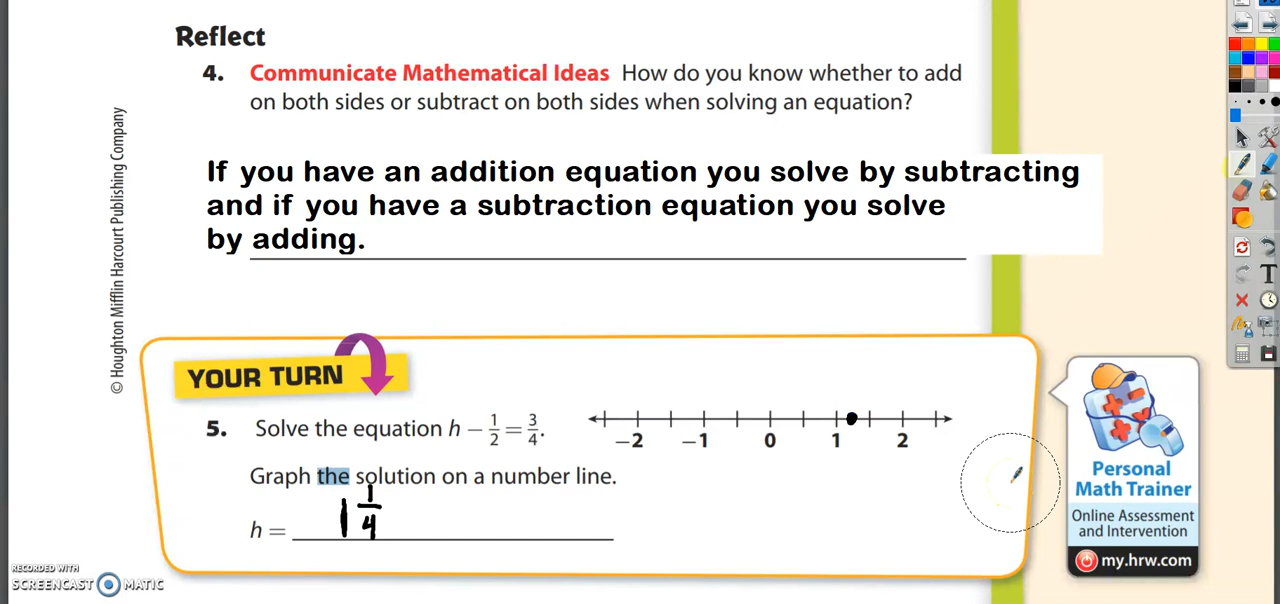 Reflect
4. Communicate Mathematical Ideas How do you know whether to add
on both sides or subtract on both sides when solving an equation?
If you have an addition equation you solve by subtracting
and if you have a subtraction equation you solve
by adding.
© Houghton Mifflin Harcourt Publishing Company
YOUR TURN
5. Solve the equation h − 1/2 = 3/4.
−2 −1 0 1 2
Graph the solution on a number line.
h = 1 1/4
Personal
Math Trainer
Online Assessment
and Intervention
my.hrw.com
RECORDED WITH
SCREENCAST MATIC
T